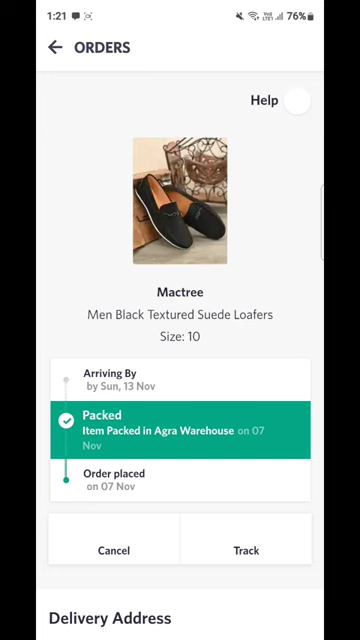 1:21 76%
ORDERS
Help
Mactree
Men Black Textured Suede Loafers
Size: 10
Arriving By
by Sun, 13 Nov
Packed
Item Packed in Agra Warehouse on 07
Nov
Order placed
on 07 Nov
Cancel Track
Delivery Address